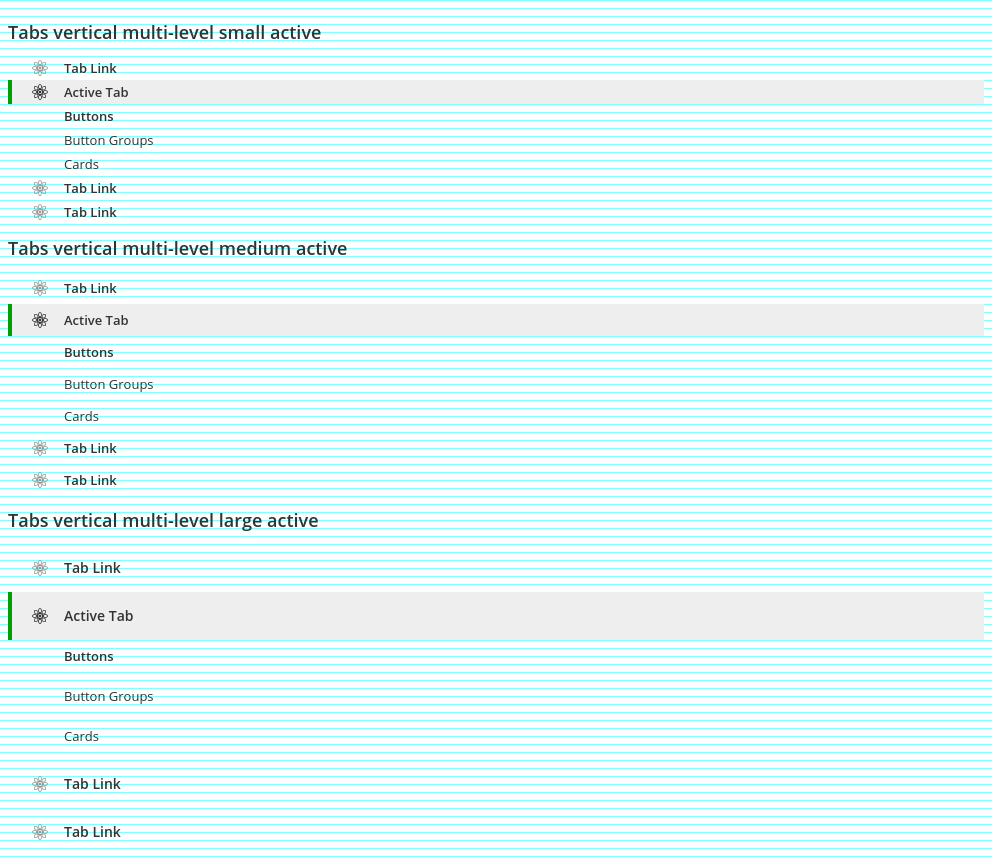 Tabs vertical multi-level small active
Tab Link
Active Tab
Buttons
Button Groups
Cards
Tab Link
Tab Link
Tabs vertical multi-level medium active
Tab Link
Active Tab
Buttons
Button Groups
Cards
Tab Link
Tab Link
Tabs vertical multi-level large active
Tab Link
Active Tab
Buttons
Button Groups
Cards
Tab Link
Tab Link